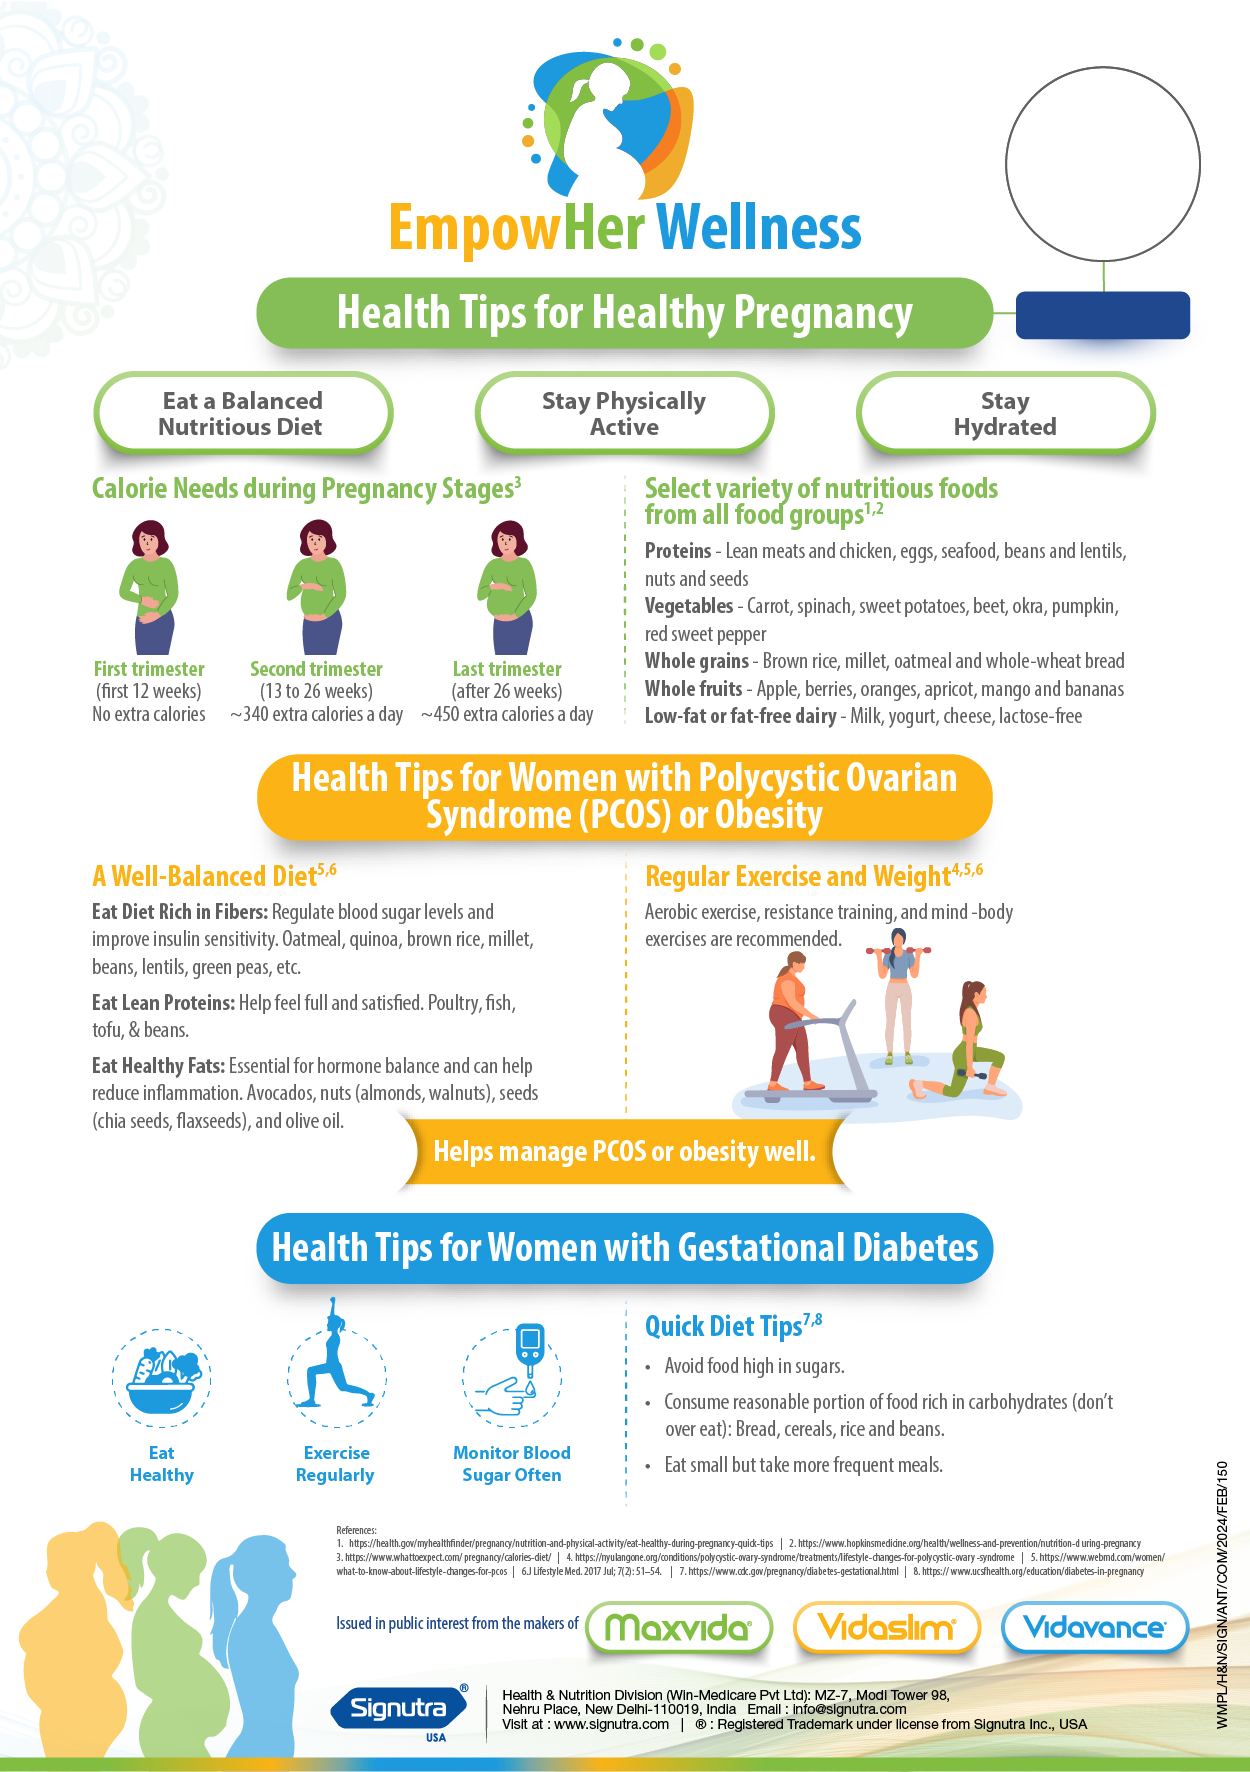 EmpowHer Wellness
Health Tips for Healthy Pregnancy
Eat a Balanced
Nutritious Diet
Stay Physically
Active
Stay
Hydrated
Calorie Needs during Pregnancy Stages3
First trimester
(first 12 weeks)
No extra calories
Second trimester
(13 to 26 weeks)
~340 extra calories a day
Last trimester
(after 26 weeks)
~450 extra calories a day
Select variety of nutritious foods
from all food groups1,2
Proteins - Lean meats and chicken, eggs, seafood, beans and lentils,
nuts and seeds
Vegetables - Carrot, spinach, sweet potatoes, beet, okra, pumpkin,
red sweet pepper
Whole grains - Brown rice, millet, oatmeal and whole-wheat bread
Whole fruits - Apple, berries, oranges, apricot, mango and bananas
Low-fat or fat-free dairy - Milk, yogurt, cheese, lactose-free
Health Tips for Women with Polycystic Ovarian
Syndrome (PCOS) or Obesity
A Well-Balanced Diet5,6
Eat Diet Rich in Fibers: Regulate blood sugar levels and
improve insulin sensitivity. Oatmeal, quinoa, brown rice, millet,
beans, lentils, green peas, etc.
Eat Lean Proteins: Help feel full and satisfied. Poultry, fish,
tofu, & beans.
Eat Healthy Fats: Essential for hormone balance and can help
reduce inflammation. Avocados, nuts (almonds, walnuts), seeds
(chia seeds, flaxseeds), and olive oil.
Regular Exercise and Weight4,5,6
Aerobic exercise, resistance training, and mind -body
exercises are recommended.
Helps manage PCOS or obesity well.
Health Tips for Women with Gestational Diabetes
Eat
Healthy
Exercise
Regularly
Monitor Blood
Sugar Often
Quick Diet Tips7,8
• Avoid food high in sugars.
• Consume reasonable portion of food rich in carbohydrates (don't
over eat): Bread, cereals, rice and beans.
• Eat small but take more frequent meals.
References:
1. https://health.gov/myhealthfinder/pregnancy/nutrition-and-physical-activity/eat-healthy-during-pregnancy-quick-tips | 2. https://www.hopkinsmedicine.org/health/wellness-and-prevention/nutrition-d uring-pregnancy
3. https://www.whattoexpect.com/ pregnancy/calories-diet/ | 4. https://nyulangone.org/conditions/polycystic-ovary-syndrome/treatments/lifestyle-changes-for-polycystic-ovary -syndrome | 5. https://www.webmd.com/women/
what-to-know-about-lifestyle-changes-for-pcos | 6.J Lifestyle Med. 2017 Jul; 7(2): 51–54. | 7. https://www.cdc.gov/pregnancy/diabetes-gestational.html | 8. https:// www.ucsfhealth.org/education/diabetes-in-pregnancy
Issued in public interest from the makers of
Maxvida®
Vidaslim®
Vidavance®
Signutra®
USA
Health & Nutrition Division (Win-Medicare Pvt Ltd): MZ-7, Modi Tower 98,
Nehru Place, New Delhi-110019, India Email : info@signutra.com
Visit at : www.signutra.com | ® : Registered Trademark under license from Signutra Inc., USA
WMPL/H&N/SIGN/ANT/COM/2024/FEB/150